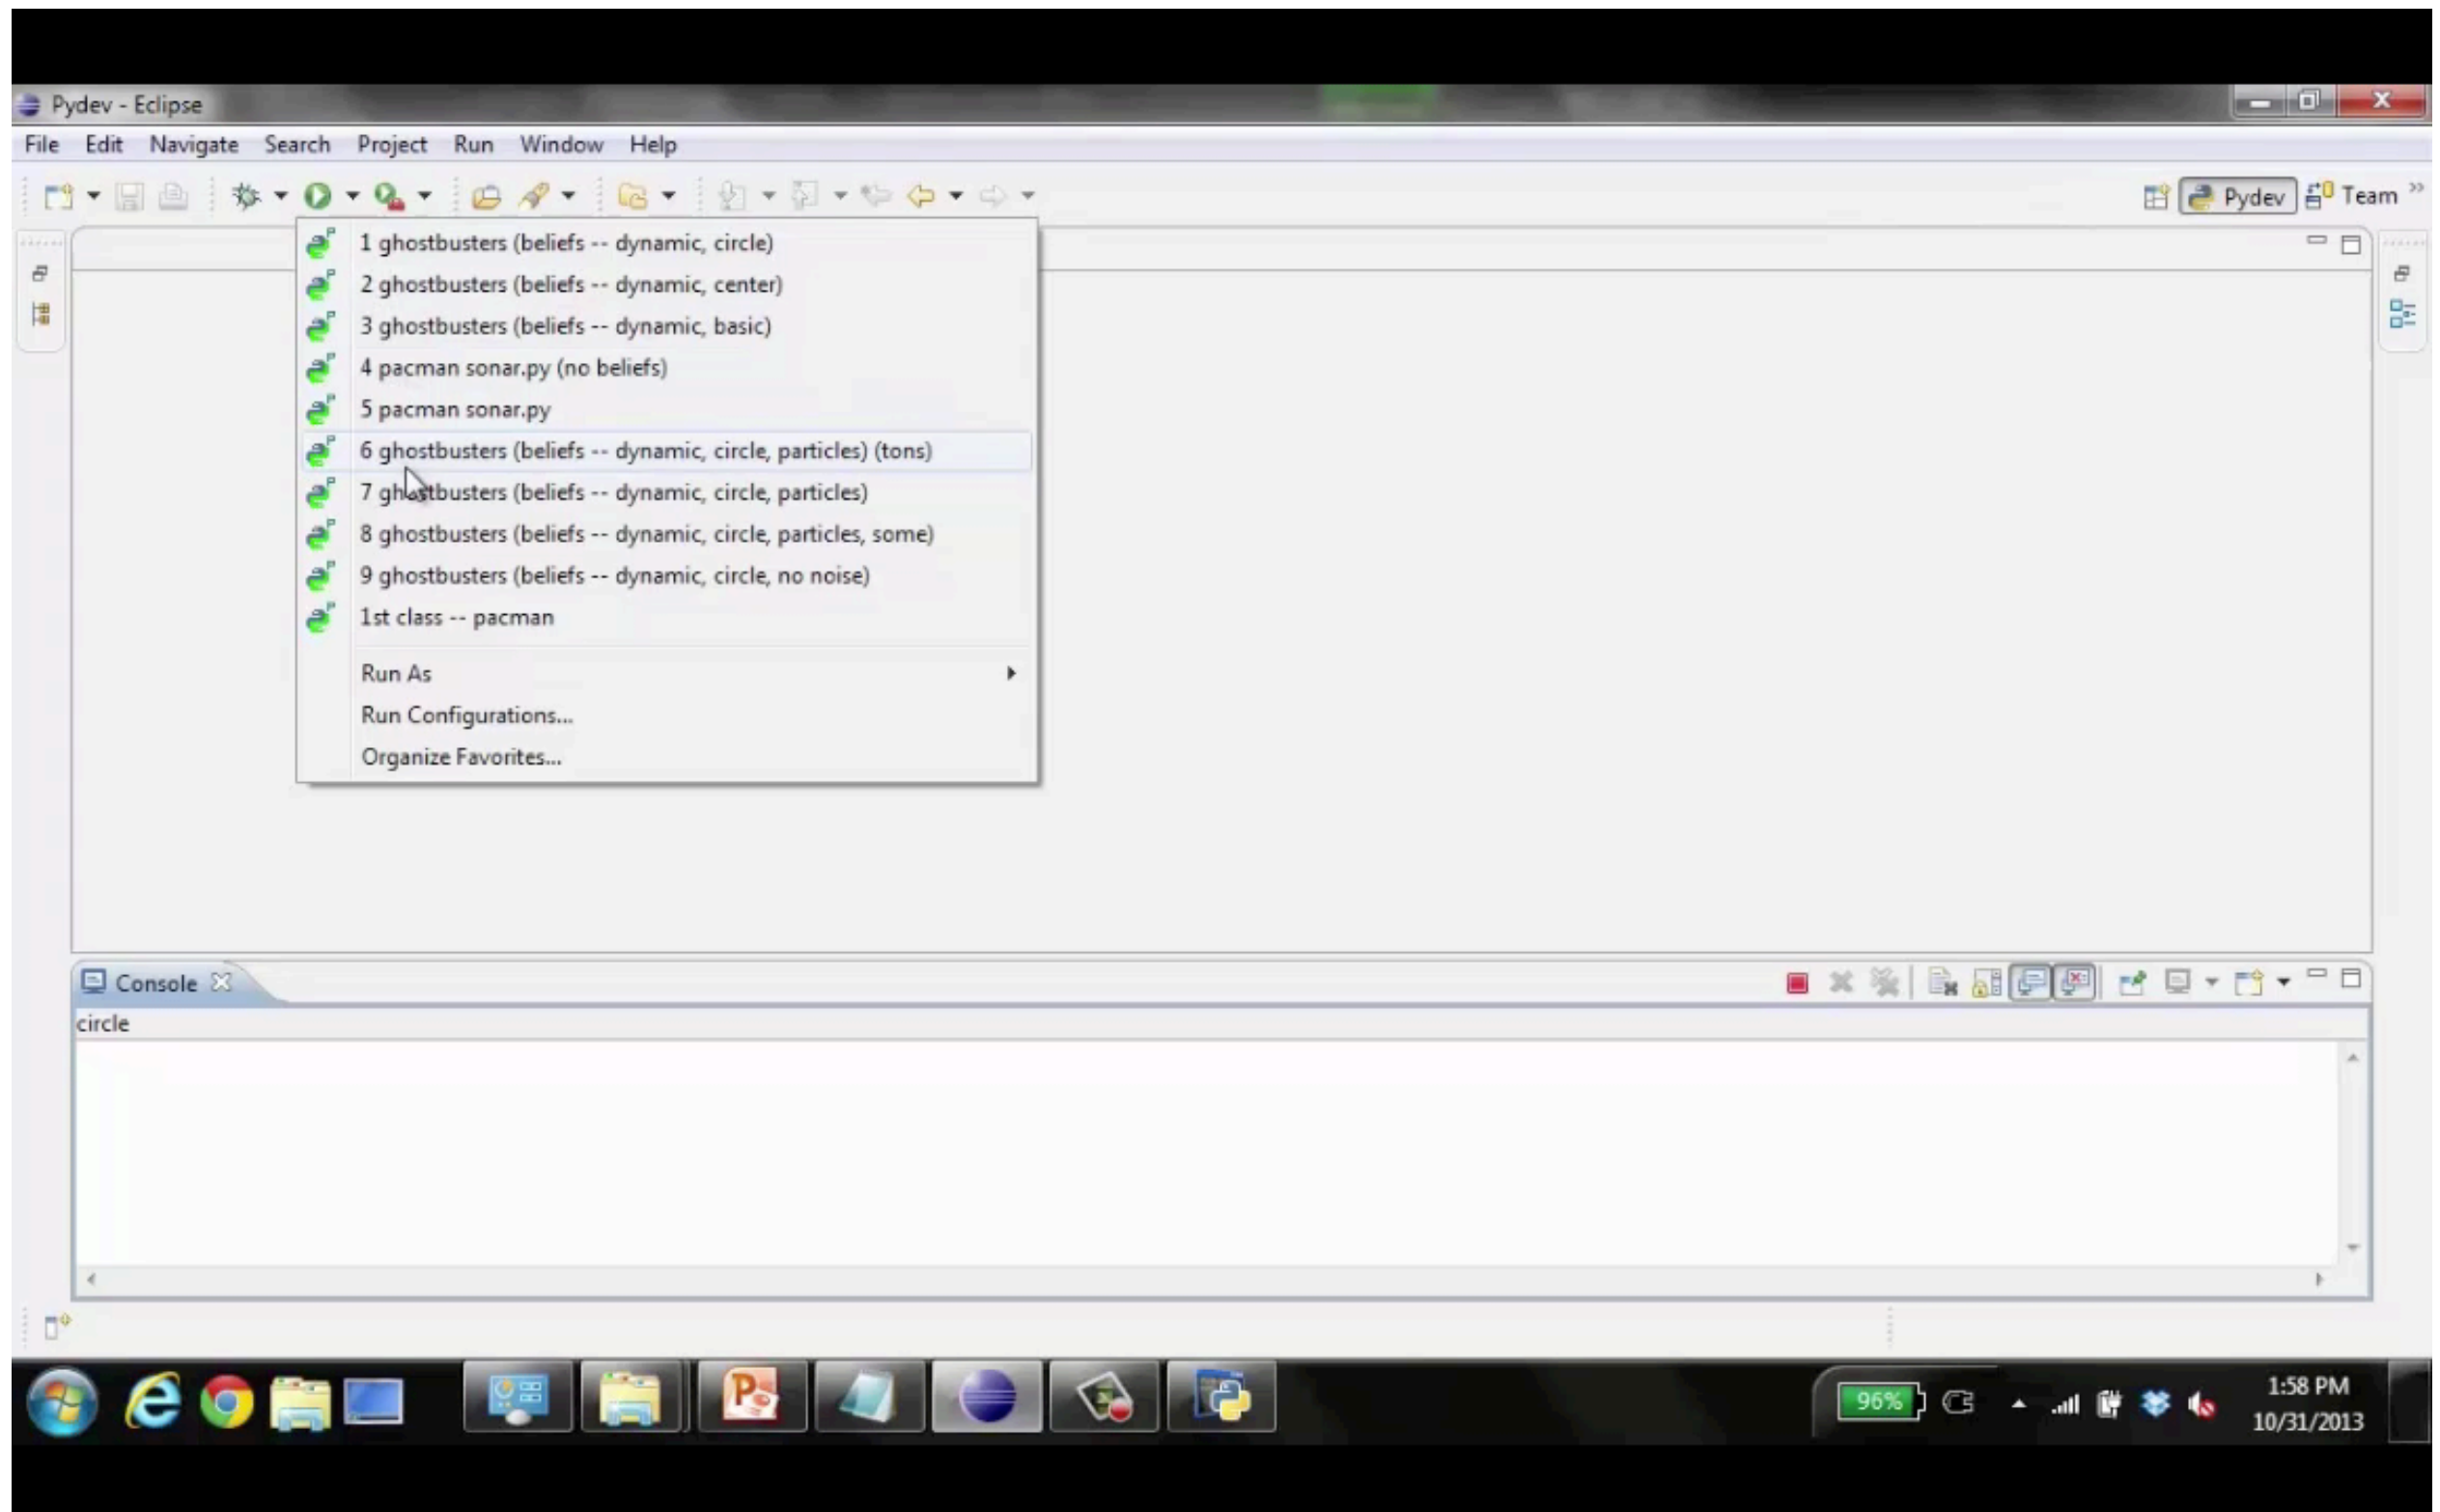 Pydev - Eclipse
File Edit Navigate Search Project Run Window Help
Pydev Team
1 ghostbusters (beliefs -- dynamic, circle)
2 ghostbusters (beliefs -- dynamic, center)
3 ghostbusters (beliefs -- dynamic, basic)
4 pacman sonar.py (no beliefs)
5 pacman sonar.py
6 ghostbusters (beliefs -- dynamic, circle, particles) (tons)
7 ghostbusters (beliefs -- dynamic, circle, particles)
8 ghostbusters (beliefs -- dynamic, circle, particles, some)
9 ghostbusters (beliefs -- dynamic, circle, no noise)
1st class -- pacman
Run As
Run Configurations...
Organize Favorites...
Console
circle
96%
1:58 PM
10/31/2013